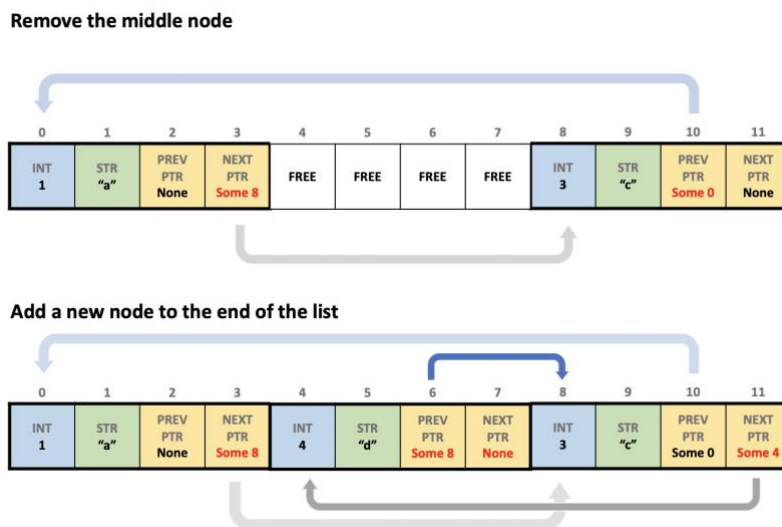 Remove the middle node
0 1 2 3 4 5 6 7 8 9 10 11
INT STR PREV NEXT FREE FREE FREE FREE INT STR PREV NEXT
1 "a" PTR PTR 3 "c" PTR PTR
None Some 8 Some 0 None
Add a new node to the end of the list
0 1 2 3 4 5 6 7 8 9 10 11
INT STR PREV NEXT INT STR PREV NEXT INT STR PREV NEXT
1 "a" PTR PTR 4 "d" PTR PTR 3 "c" PTR PTR
None Some 8 Some 8 None Some 0 Some 4